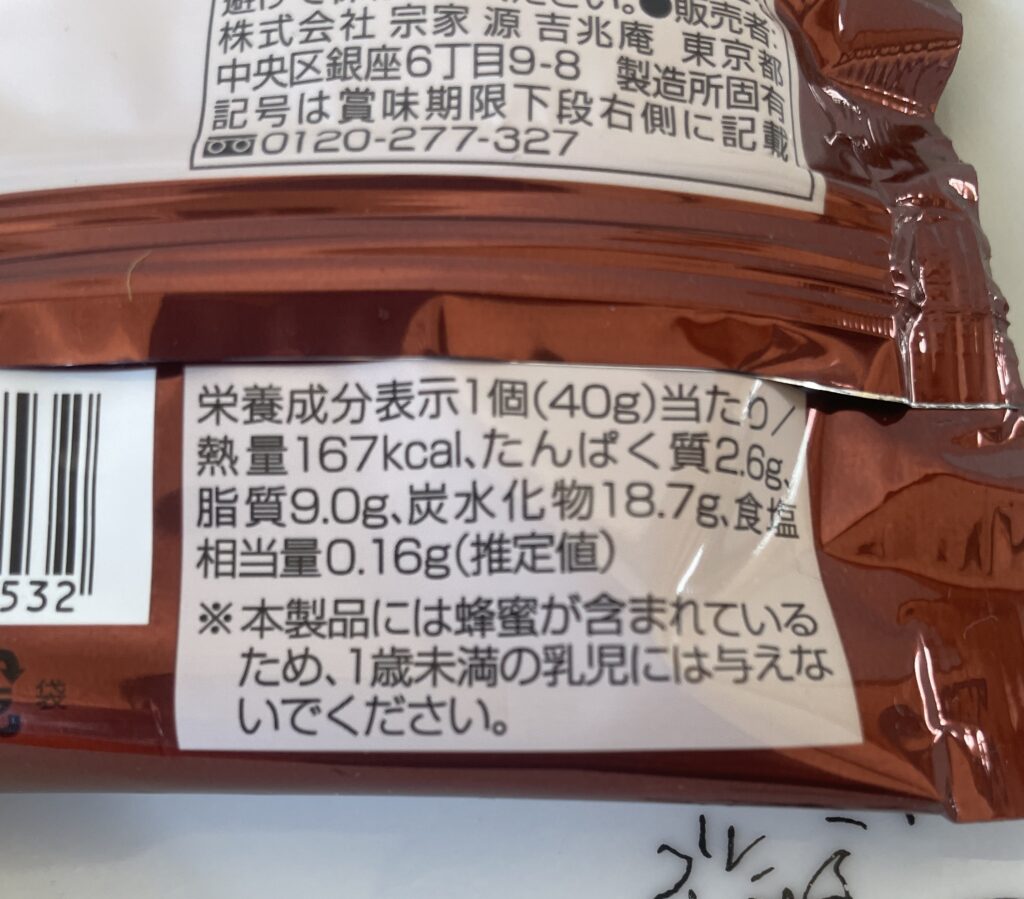 さい。●販売者:
株式会社 宗家 源 吉兆庵 東京都
中央区銀座6丁目9-8 製造所固有
記号は賞味期限下段右側に記載
0120-277-327
栄養成分表示1個(40g)当たり/
熱量167kcal、たんぱく質2.6g、
脂質9.0g、炭水化物18.7g、食塩
相当量0.16g(推定値)
※本製品には蜂蜜が含まれている
ため、1歳未満の乳児には与えな
いでください。
532
袋